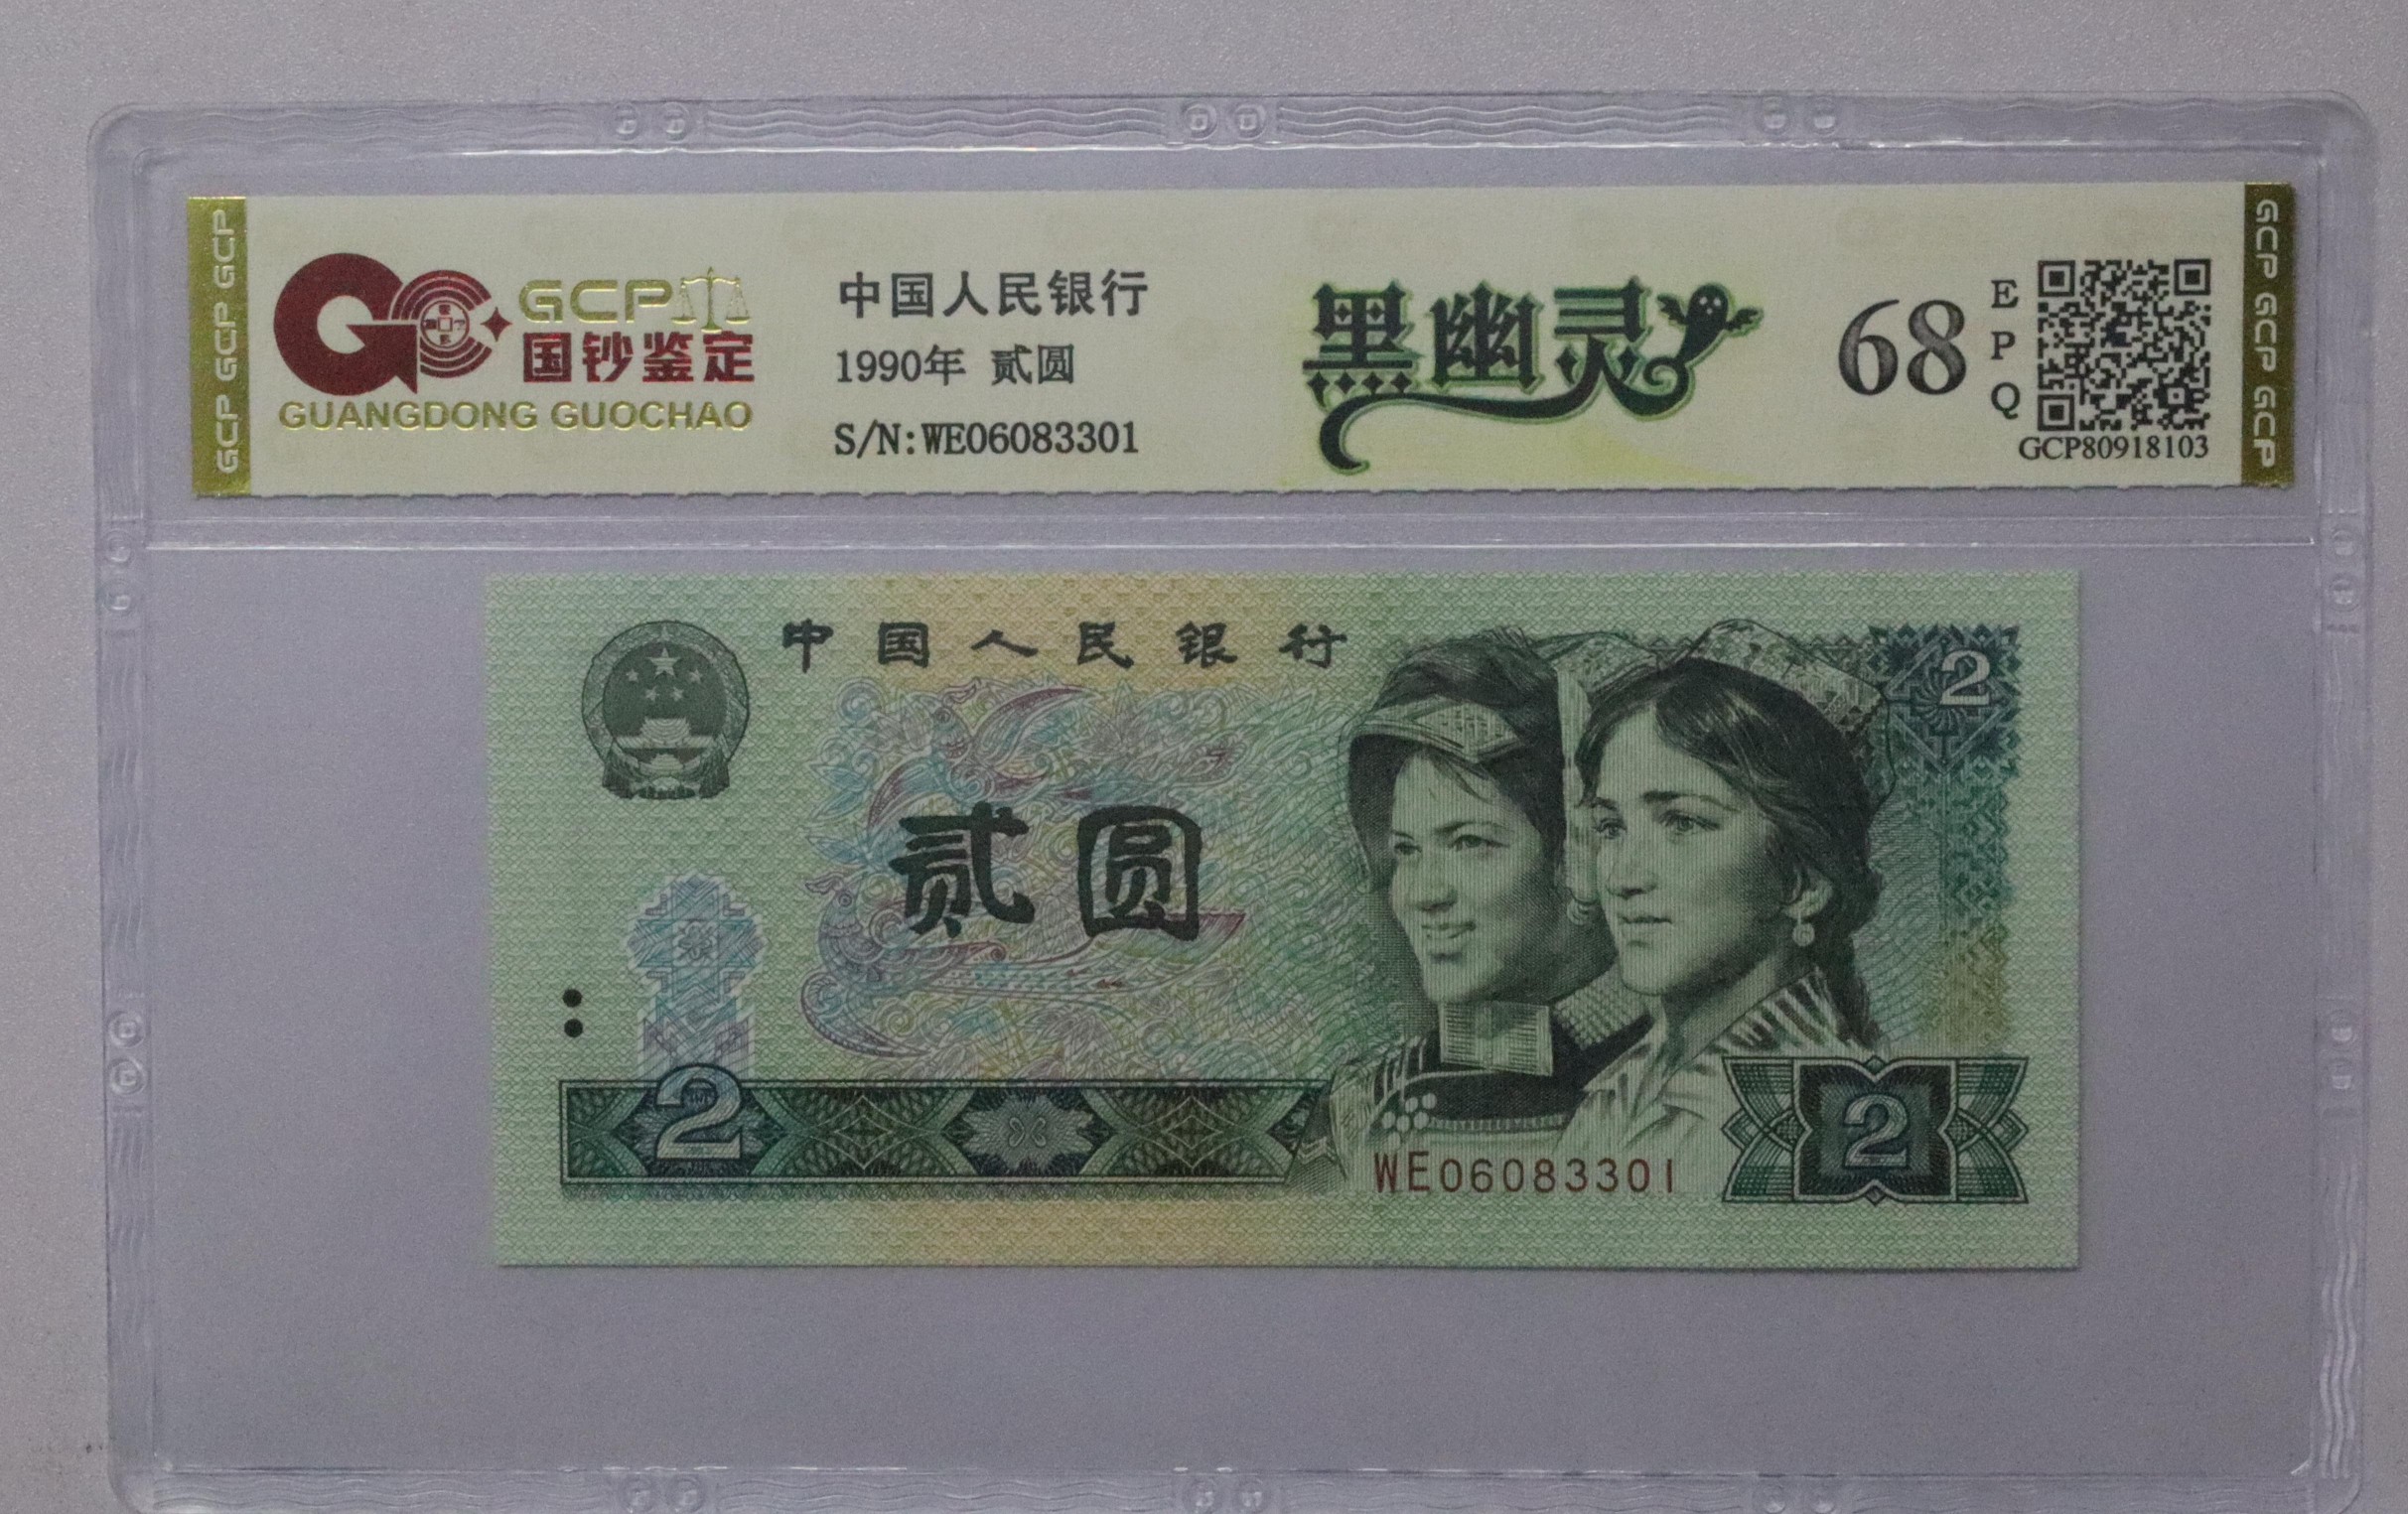 GCP GCP GCP
GCP
国钞鉴定
GUANGDONG GUOCHAO
中国人民银行
1990年 贰圆
S/N:WE06083301
黑幽灵
68
E
P
Q
GCP80918103
GCP GCP GCP
中国人民银行
2
贰圆
2
2
WE06083301